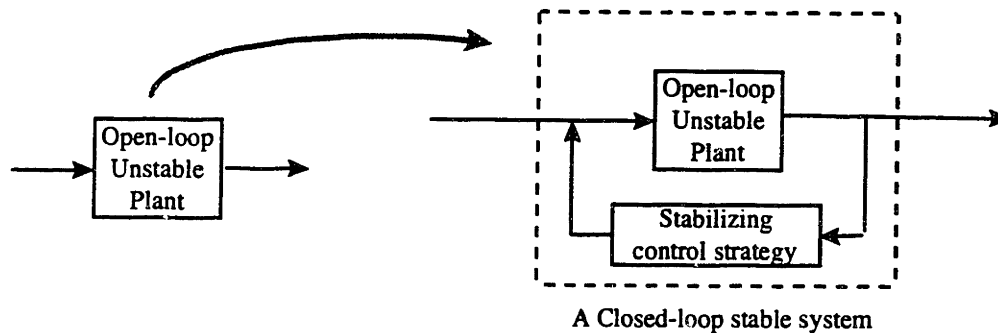 Open-loop
Unstable
Plant
Open-loop
Unstable
Plant
Stabilizing
control strategy
A Closed-loop stable system